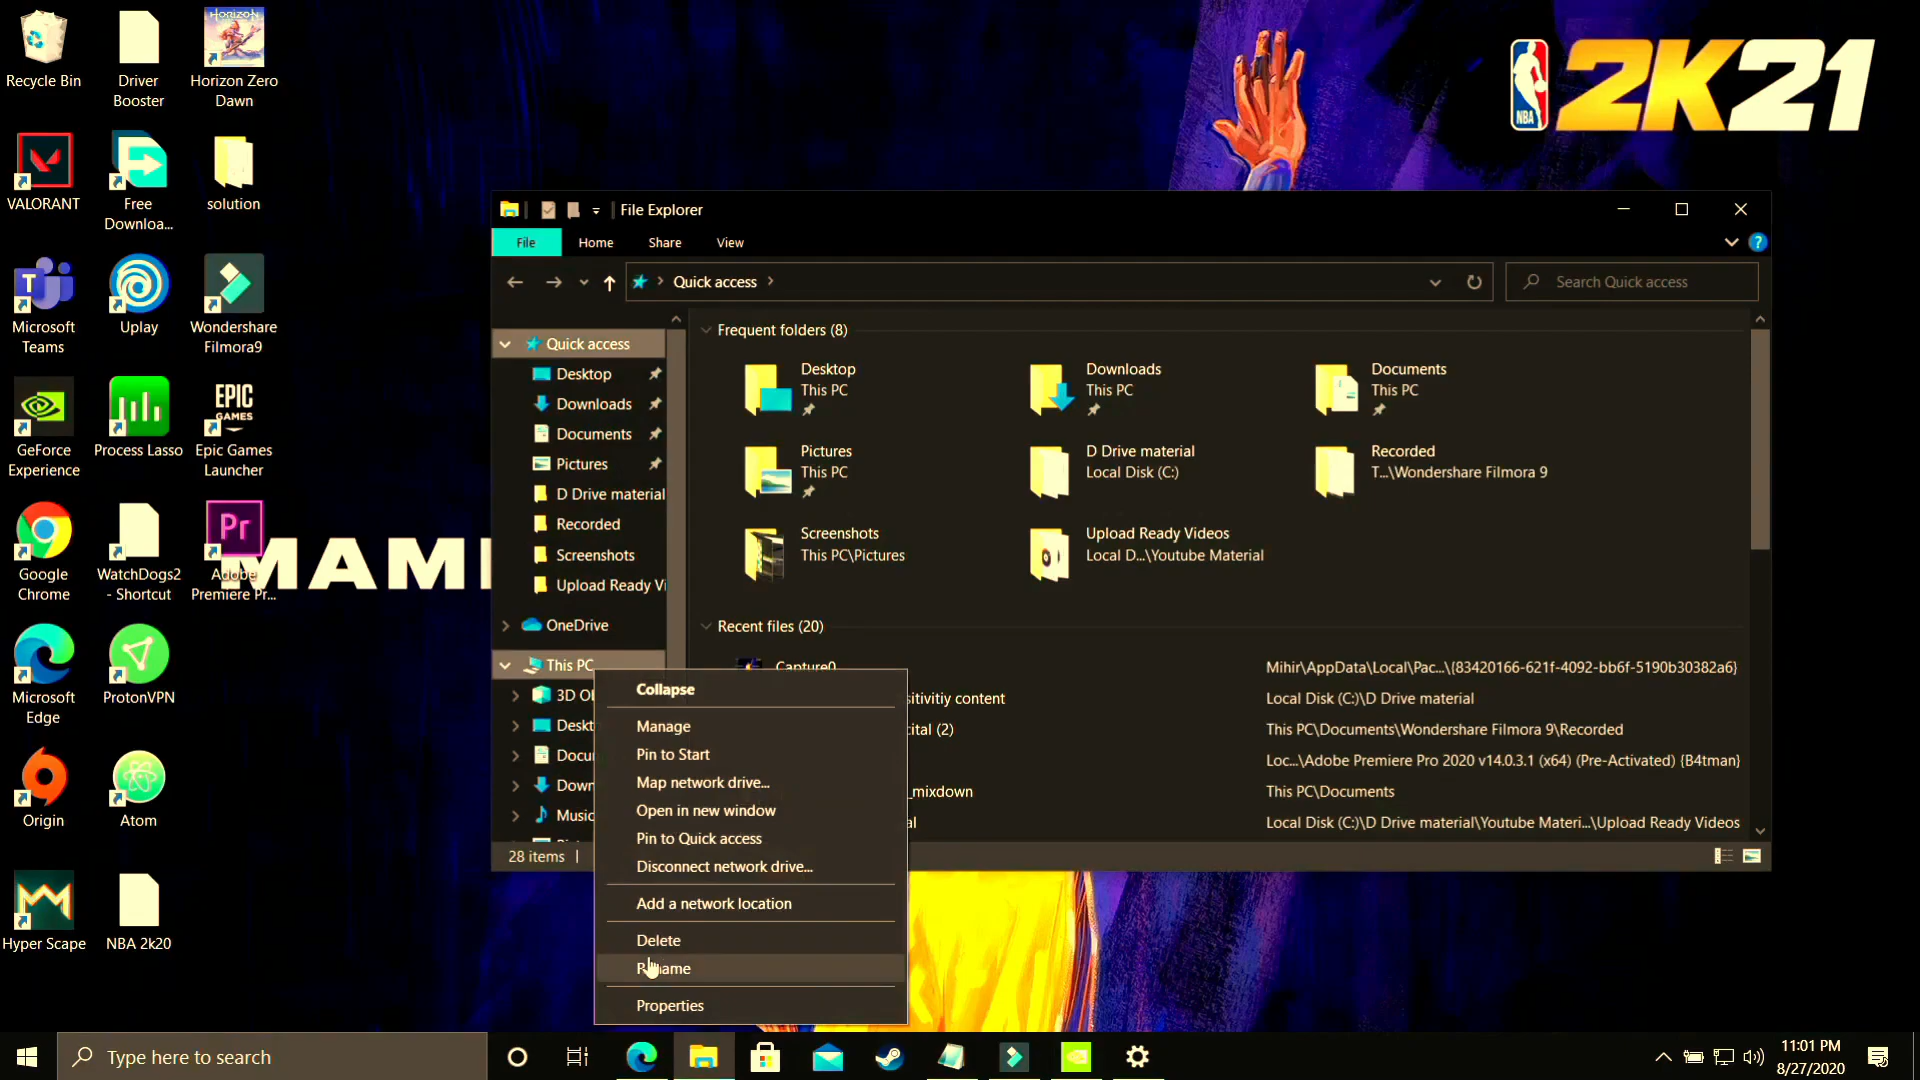 Recycle Bin
Driver
Booster
HORIZON
Horizon Zero
Dawn
VALORANT
Free
Downloa...
solution
Microsoft
Teams
Uplay
Wondershare
Filmora9
GeForce
Experience
Process Lasso
EPIC
GAMES
Epic Games
Launcher
Google
Chrome
WatchDogs2
- Shortcut
Pr
Adobe
Premiere Pr...
Microsoft
Edge
ProtonVPN
Origin
Atom
Hyper Scape
NBA 2k20
MAM
NBA
2K21
File Explorer
File
Home
Share
View
Quick access
Search Quick access
Quick access
Desktop
Downloads
Documents
Pictures
D Drive material
Recorded
Screenshots
Upload Ready Vi
OneDrive
This PC
3D Ol
Deskt
Docu
Down
Music
28 items
Frequent folders (8)
Desktop
This PC
Downloads
This PC
Documents
This PC
Pictures
This PC
D Drive material
Local Disk (C:)
Recorded
T...\Wondershare Filmora 9
Screenshots
This PC\Pictures
Upload Ready Videos
Local D...\Youtube Material
Recent files (20)
Capture0
Mihir\AppData\Local\Pac...\{83420166-621f-4092-bb6f-5190b30382a6}
sitivitiy content
Local Disk (C:)\D Drive material
ital (2)
This PC\Documents\Wondershare Filmora 9\Recorded
Loc...\Adobe Premiere Pro 2020 v14.0.3.1 (x64) (Pre-Activated) {B4tman}
_mixdown
This PC\Documents
al
Local Disk (C:)\D Drive material\Youtube Materi...\Upload Ready Videos
Collapse
Manage
Pin to Start
Map network drive...
Open in new window
Pin to Quick access
Disconnect network drive...
Add a network location
Delete
Rename
Properties
Type here to search
11:01 PM
8/27/2020